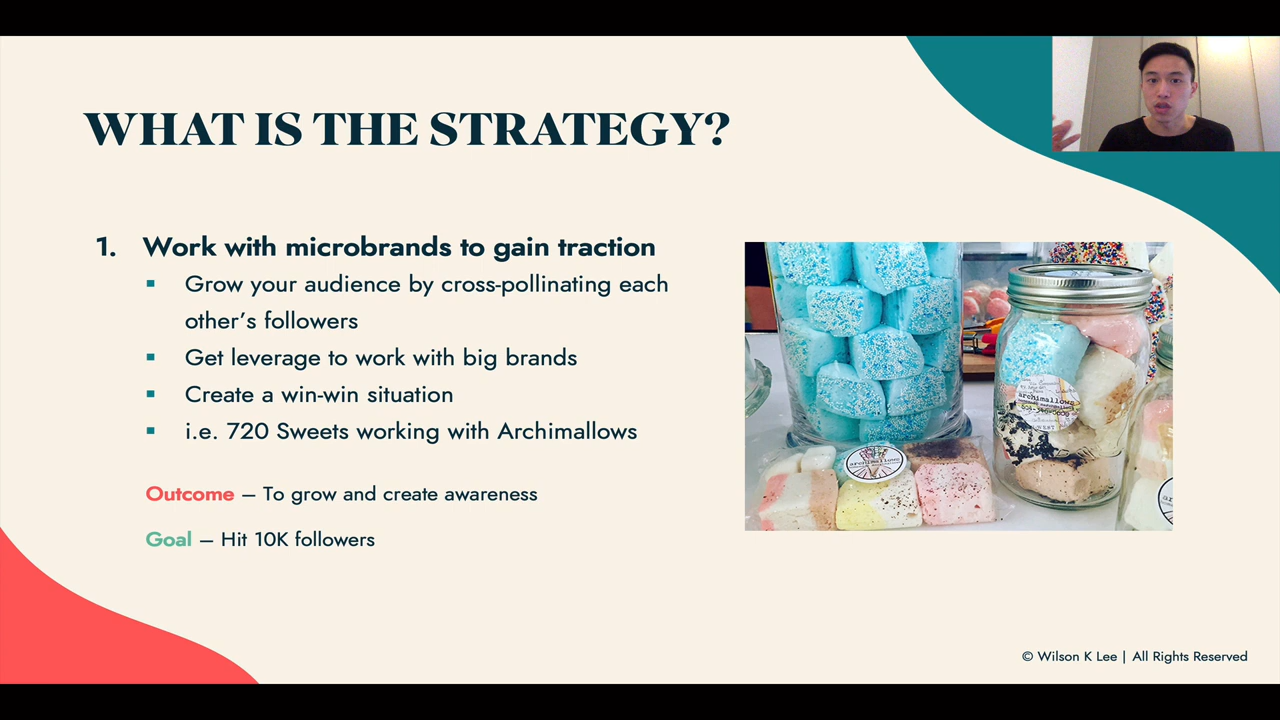 WHAT IS THE STRATEGY?
1. Work with microbrands to gain traction
▪ Grow your audience by cross-pollinating each
other's followers
▪ Get leverage to work with big brands
▪ Create a win-win situation
▪ i.e. 720 Sweets working with Archimallows
Outcome – To grow and create awareness
Goal – Hit 10K followers
archimallows
archimallows
© Wilson K Lee | All Rights Reserved